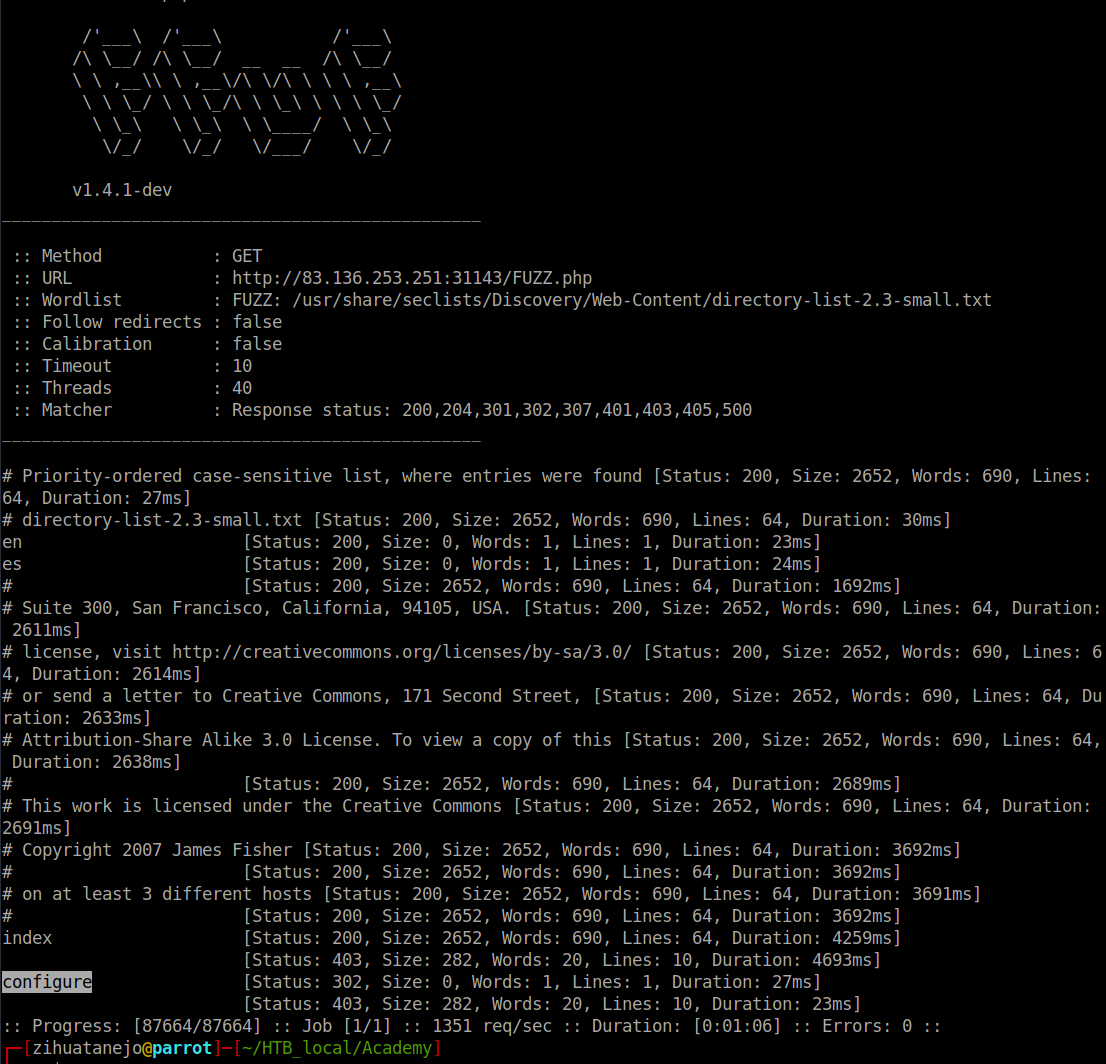 /'___\  /'___\           /'___\
/\ \__/ /\ \__/  __  __  /\ \__/
\ \ ,__\\ \ ,__\/\ \/\ \ \ \ ,__\
\ \ \_/ \ \ \_/\ \ \_\ \ \ \ \_/
\ \_\   \ \_\  \ \____/  \ \_\
\/_/    \/_/   \/___/    \/_/
v1.4.1-dev
________________________________________________
:: Method           : GET
:: URL              : http://83.136.253.251:31143/FUZZ.php
:: Wordlist         : FUZZ: /usr/share/seclists/Discovery/Web-Content/directory-list-2.3-small.txt
:: Follow redirects : false
:: Calibration      : false
:: Timeout          : 10
:: Threads          : 40
:: Matcher          : Response status: 200,204,301,302,307,401,403,405,500
________________________________________________
# Priority-ordered case-sensitive list, where entries were found [Status: 200, Size: 2652, Words: 690, Lines:
64, Duration: 27ms]
# directory-list-2.3-small.txt [Status: 200, Size: 2652, Words: 690, Lines: 64, Duration: 30ms]
en                      [Status: 200, Size: 0, Words: 1, Lines: 1, Duration: 23ms]
es                      [Status: 200, Size: 0, Words: 1, Lines: 1, Duration: 24ms]
#                       [Status: 200, Size: 2652, Words: 690, Lines: 64, Duration: 1692ms]
# Suite 300, San Francisco, California, 94105, USA. [Status: 200, Size: 2652, Words: 690, Lines: 64, Duration:
2611ms]
# license, visit http://creativecommons.org/licenses/by-sa/3.0/ [Status: 200, Size: 2652, Words: 690, Lines: 6
4, Duration: 2614ms]
# or send a letter to Creative Commons, 171 Second Street, [Status: 200, Size: 2652, Words: 690, Lines: 64, Du
ration: 2633ms]
# Attribution-Share Alike 3.0 License. To view a copy of this [Status: 200, Size: 2652, Words: 690, Lines: 64,
Duration: 2638ms]
#                       [Status: 200, Size: 2652, Words: 690, Lines: 64, Duration: 2689ms]
# This work is licensed under the Creative Commons [Status: 200, Size: 2652, Words: 690, Lines: 64, Duration:
2691ms]
# Copyright 2007 James Fisher [Status: 200, Size: 2652, Words: 690, Lines: 64, Duration: 3692ms]
#                       [Status: 200, Size: 2652, Words: 690, Lines: 64, Duration: 3692ms]
# on at least 3 different hosts [Status: 200, Size: 2652, Words: 690, Lines: 64, Duration: 3691ms]
#                       [Status: 200, Size: 2652, Words: 690, Lines: 64, Duration: 3692ms]
index                   [Status: 200, Size: 2652, Words: 690, Lines: 64, Duration: 4259ms]
[Status: 403, Size: 282, Words: 20, Lines: 10, Duration: 4693ms]
configure               [Status: 302, Size: 0, Words: 1, Lines: 1, Duration: 27ms]
[Status: 403, Size: 282, Words: 20, Lines: 10, Duration: 23ms]
:: Progress: [87664/87664] :: Job [1/1] :: 1351 req/sec :: Duration: [0:01:06] :: Errors: 0 ::
┌─[zihuatanejo@parrot]─[~/HTB_local/Academy]